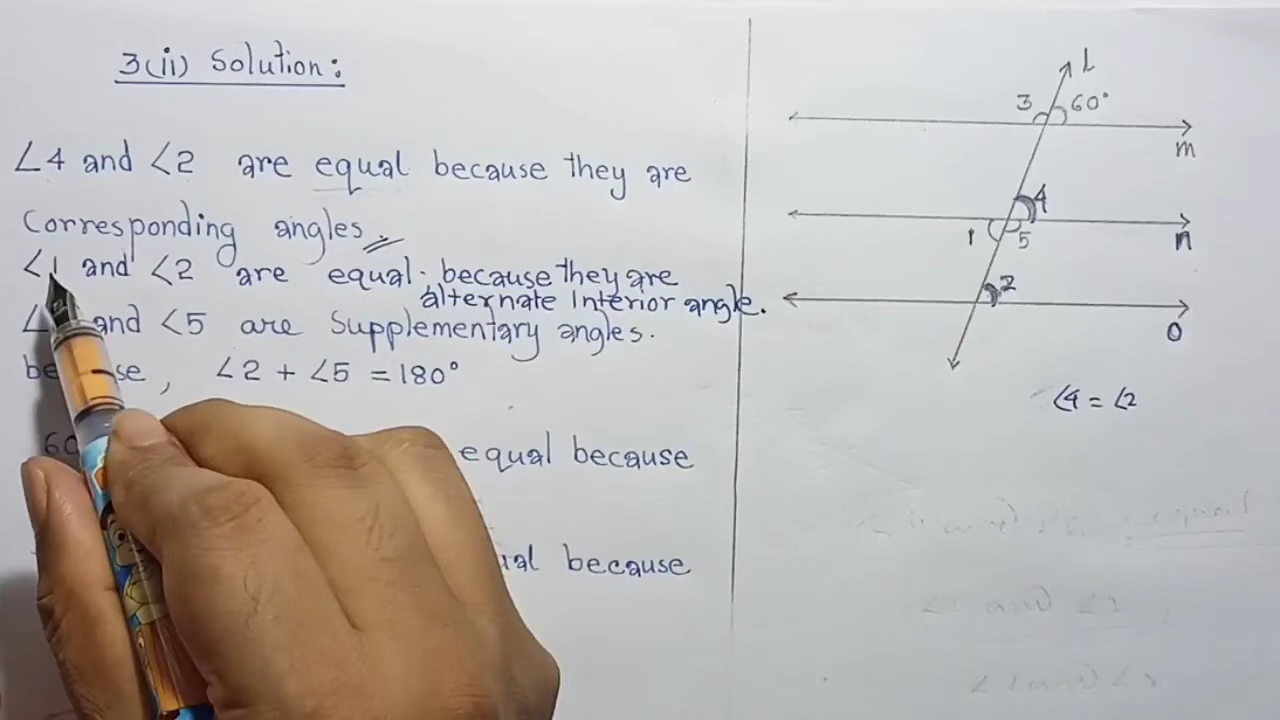 3(ii) Solution:
∠4 and ∠2 are equal because they are
corresponding angles.
∠1 and ∠2 are equal. because they are
alternate Interior angle.
and ∠5 are Supplementary angles.
∠2 + ∠5 = 180°
60
equal because
because
L
3 60°
m
4
1 5
n
2
O
∠4 = ∠2